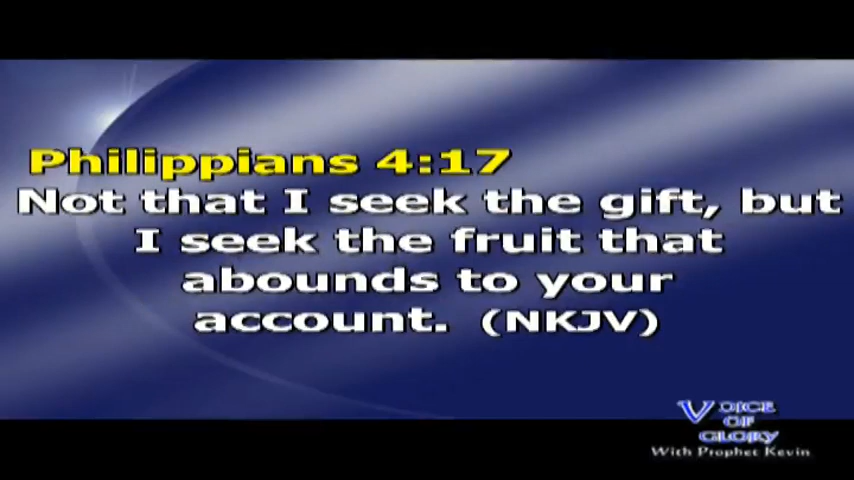 Philippians 4:17
Not that I seek the gift, but
I seek the fruit that
abounds to your
account. (NKJV)
VOICE
OF
GLORY
With Prophet Kevin